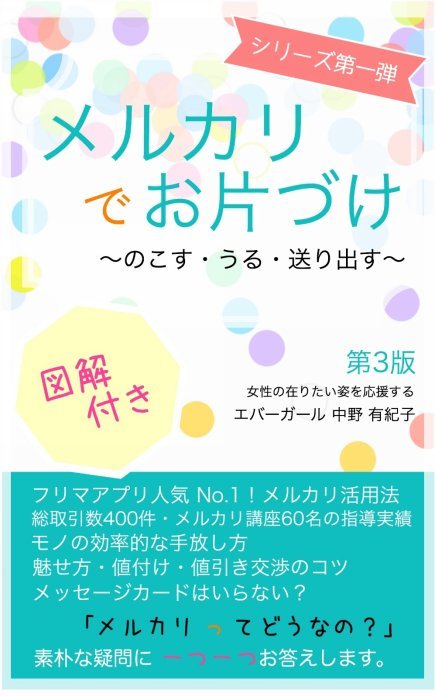 シリーズ第一弾
メルカリ
でお片づけ
〜のこす・うる・送り出す〜
図解
付き
第3版
女性の在りたい姿を応援する
エバーガール 中野 有紀子
フリマアプリ人気 No.1！メルカリ活用法
総取引数400件・メルカリ講座60名の指導実績
モノの効率的な手放し方
魅せ方・値付け・値引き交渉のコツ
メッセージカードはいらない？
「メルカリってどうなの？」
素朴な疑問に 一つ一つお答えします。